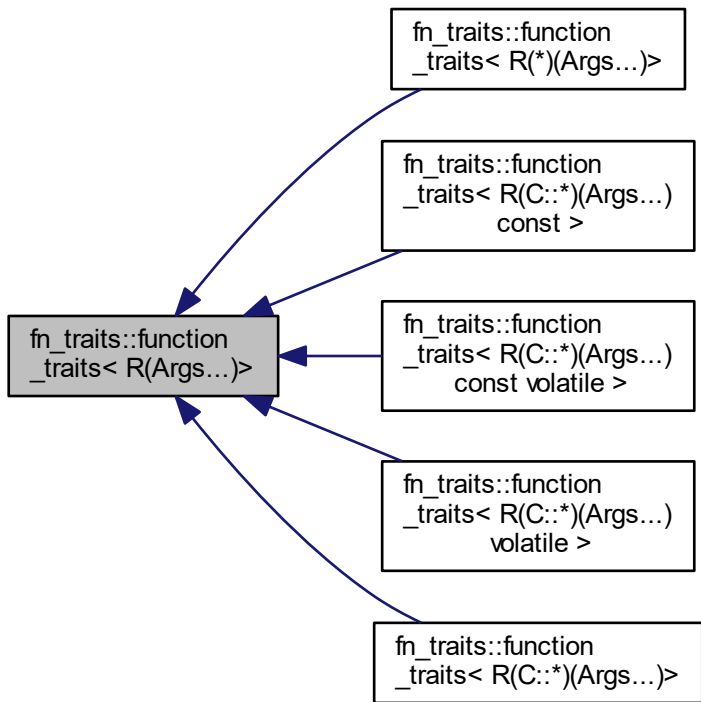 fn_traits::function
_traits< R(*)(Args...)>
fn_traits::function
_traits< R(C::*)(Args...)
const >
fn_traits::function
_traits< R(Args...)>
fn_traits::function
_traits< R(C::*)(Args...)
const volatile >
fn_traits::function
_traits< R(C::*)(Args...)
volatile >
fn_traits::function
_traits< R(C::*)(Args...)>